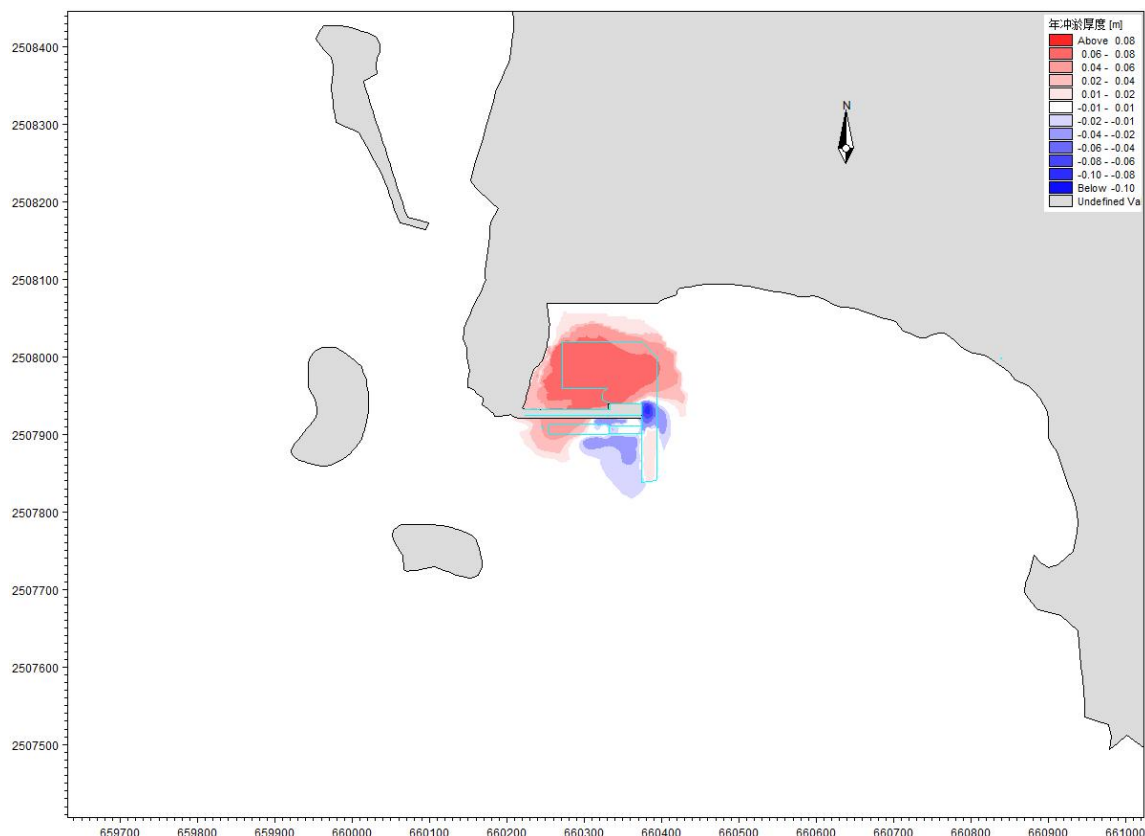 年冲淤厚度 [m]
Above 0.08
0.06 - 0.08
0.04 - 0.06
0.02 - 0.04
0.01 - 0.02
-0.01 - 0.01
-0.02 - -0.01
-0.04 - -0.02
-0.06 - -0.04
-0.08 - -0.06
-0.10 - -0.08
Below -0.10
Undefined Va
N
2508400
2508300
2508200
2508100
2508000
2507900
2507800
2507700
2507600
2507500
659700 659800 659900 660000 660100 660200 660300 660400 660500 660600 660700 660800 660900